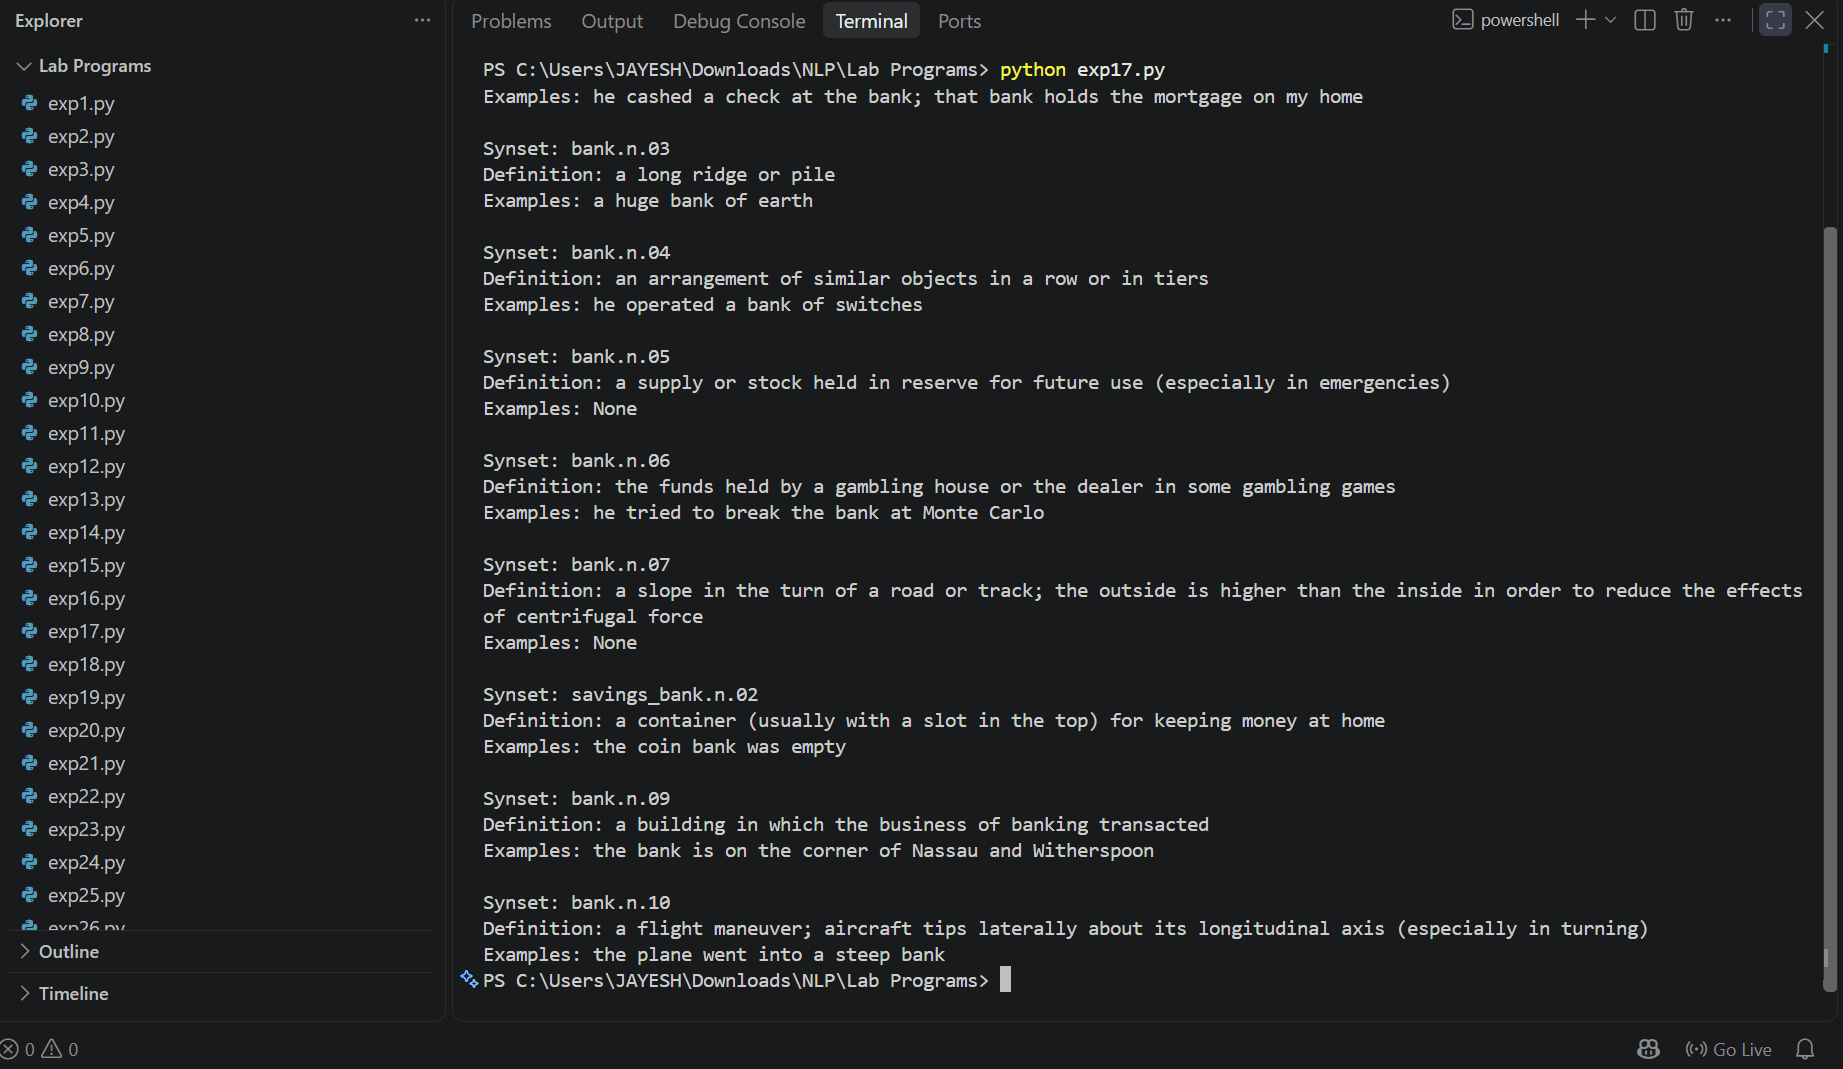 Explorer
Lab Programs
exp1.py
exp2.py
exp3.py
exp4.py
exp5.py
exp6.py
exp7.py
exp8.py
exp9.py
exp10.py
exp11.py
exp12.py
exp13.py
exp14.py
exp15.py
exp16.py
exp17.py
exp18.py
exp19.py
exp20.py
exp21.py
exp22.py
exp23.py
exp24.py
exp25.py
exp26.py
Outline
Timeline
Problems Output Debug Console Terminal Ports
powershell
PS C:\Users\JAYESH\Downloads\NLP\Lab Programs> python exp17.py
Examples: he cashed a check at the bank; that bank holds the mortgage on my home
Synset: bank.n.03
Definition: a long ridge or pile
Examples: a huge bank of earth
Synset: bank.n.04
Definition: an arrangement of similar objects in a row or in tiers
Examples: he operated a bank of switches
Synset: bank.n.05
Definition: a supply or stock held in reserve for future use (especially in emergencies)
Examples: None
Synset: bank.n.06
Definition: the funds held by a gambling house or the dealer in some gambling games
Examples: he tried to break the bank at Monte Carlo
Synset: bank.n.07
Definition: a slope in the turn of a road or track; the outside is higher than the inside in order to reduce the effects
of centrifugal force
Examples: None
Synset: savings_bank.n.02
Definition: a container (usually with a slot in the top) for keeping money at home
Examples: the coin bank was empty
Synset: bank.n.09
Definition: a building in which the business of banking transacted
Examples: the bank is on the corner of Nassau and Witherspoon
Synset: bank.n.10
Definition: a flight maneuver; aircraft tips laterally about its longitudinal axis (especially in turning)
Examples: the plane went into a steep bank
PS C:\Users\JAYESH\Downloads\NLP\Lab Programs>
0 0
Go Live